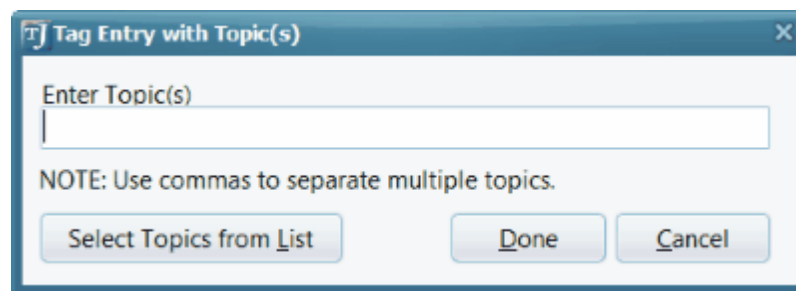 TJ Tag Entry with Topic(s)
Enter Topic(s)
NOTE: Use commas to separate multiple topics.
Select Topics from List Done Cancel